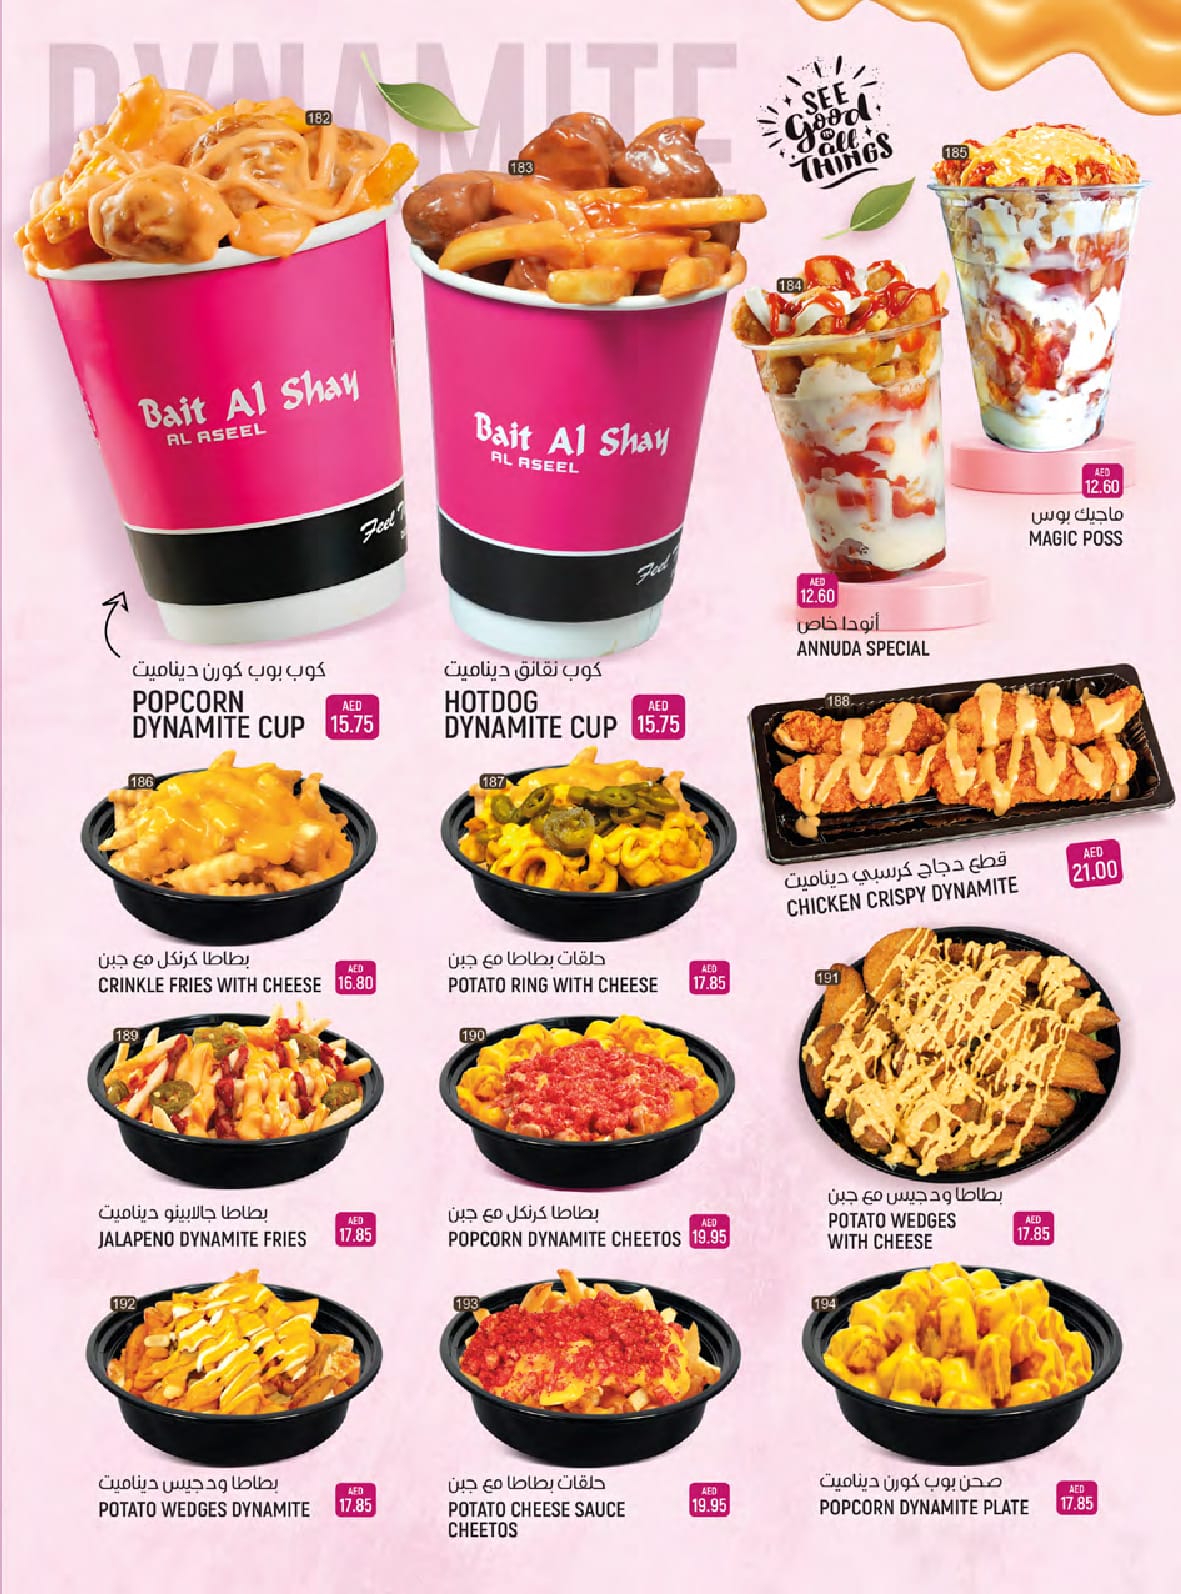 DYNAMITE
SEE
Good
IN
all
THINGS
182
183
184
185
Bait Al Shay
AL ASEEL
Bait Al Shay
AL ASEEL
Feel
Feel
AED
12.60
ماجيك بوس
MAGIC POSS
AED
12.60
أنودا خاص
ANNUDA SPECIAL
كوب بوب كورن ديناميت
POPCORN
DYNAMITE CUP
AED
15.75
كوب نقانق ديناميت
HOTDOG
DYNAMITE CUP
AED
15.75
188
قطع دجاج كرسبي ديناميت
CHICKEN CRISPY DYNAMITE
AED
21.00
186
بطاطا كرنكل مع جبن
CRINKLE FRIES WITH CHEESE
AED
16.80
187
حلقات بطاطا مع جبن
POTATO RING WITH CHEESE
AED
17.85
189
بطاطا جالابينو ديناميت
JALAPENO DYNAMITE FRIES
AED
17.85
190
بطاطا كرنكل مع جبن
POPCORN DYNAMITE CHEETOS
AED
19.95
191
بطاطا ودجيس مع جبن
POTATO WEDGES
WITH CHEESE
AED
17.85
192
بطاطا ودجيس ديناميت
POTATO WEDGES DYNAMITE
AED
17.85
193
حلقات بطاطا مع جبن
POTATO CHEESE SAUCE
CHEETOS
AED
19.95
194
صحن بوب كورن ديناميت
POPCORN DYNAMITE PLATE
AED
17.85